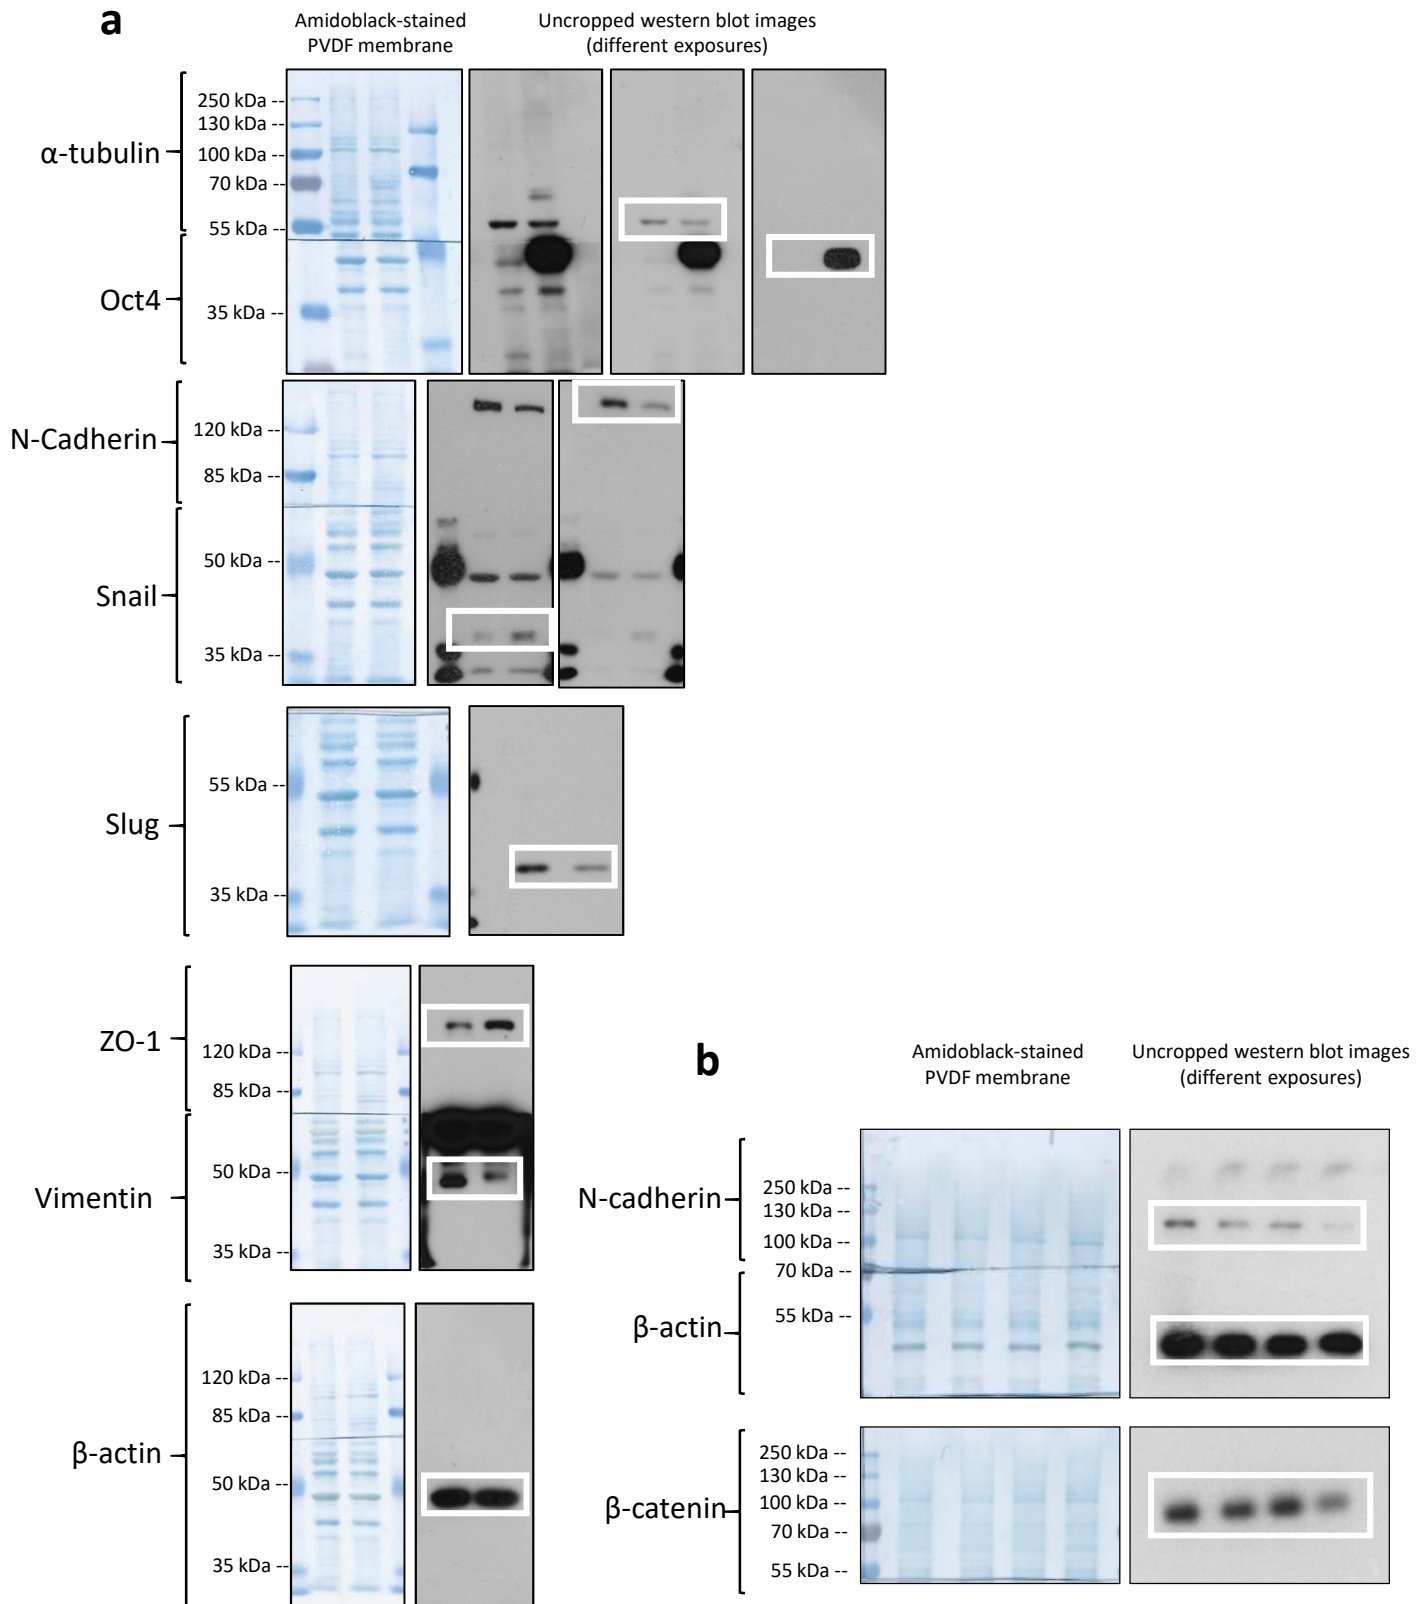 a
Amidoblack-stained
PVDF membrane
Uncropped western blot images
(different exposures)
α-tubulin
Oct4
250 kDa --
130 kDa --
100 kDa --
70 kDa --
55 kDa --
35 kDa --
N-Cadherin
Snail
120 kDa --
85 kDa --
50 kDa --
35 kDa --
Slug
55 kDa --
35 kDa --
ZO-1
Vimentin
120 kDa --
85 kDa --
50 kDa --
35 kDa --
β-actin
120 kDa --
85 kDa --
50 kDa --
35 kDa --
b
Amidoblack-stained
PVDF membrane
Uncropped western blot images
(different exposures)
N-cadherin
β-actin
250 kDa --
130 kDa --
100 kDa --
70 kDa --
55 kDa --
β-catenin
250 kDa --
130 kDa --
100 kDa --
70 kDa --
55 kDa --